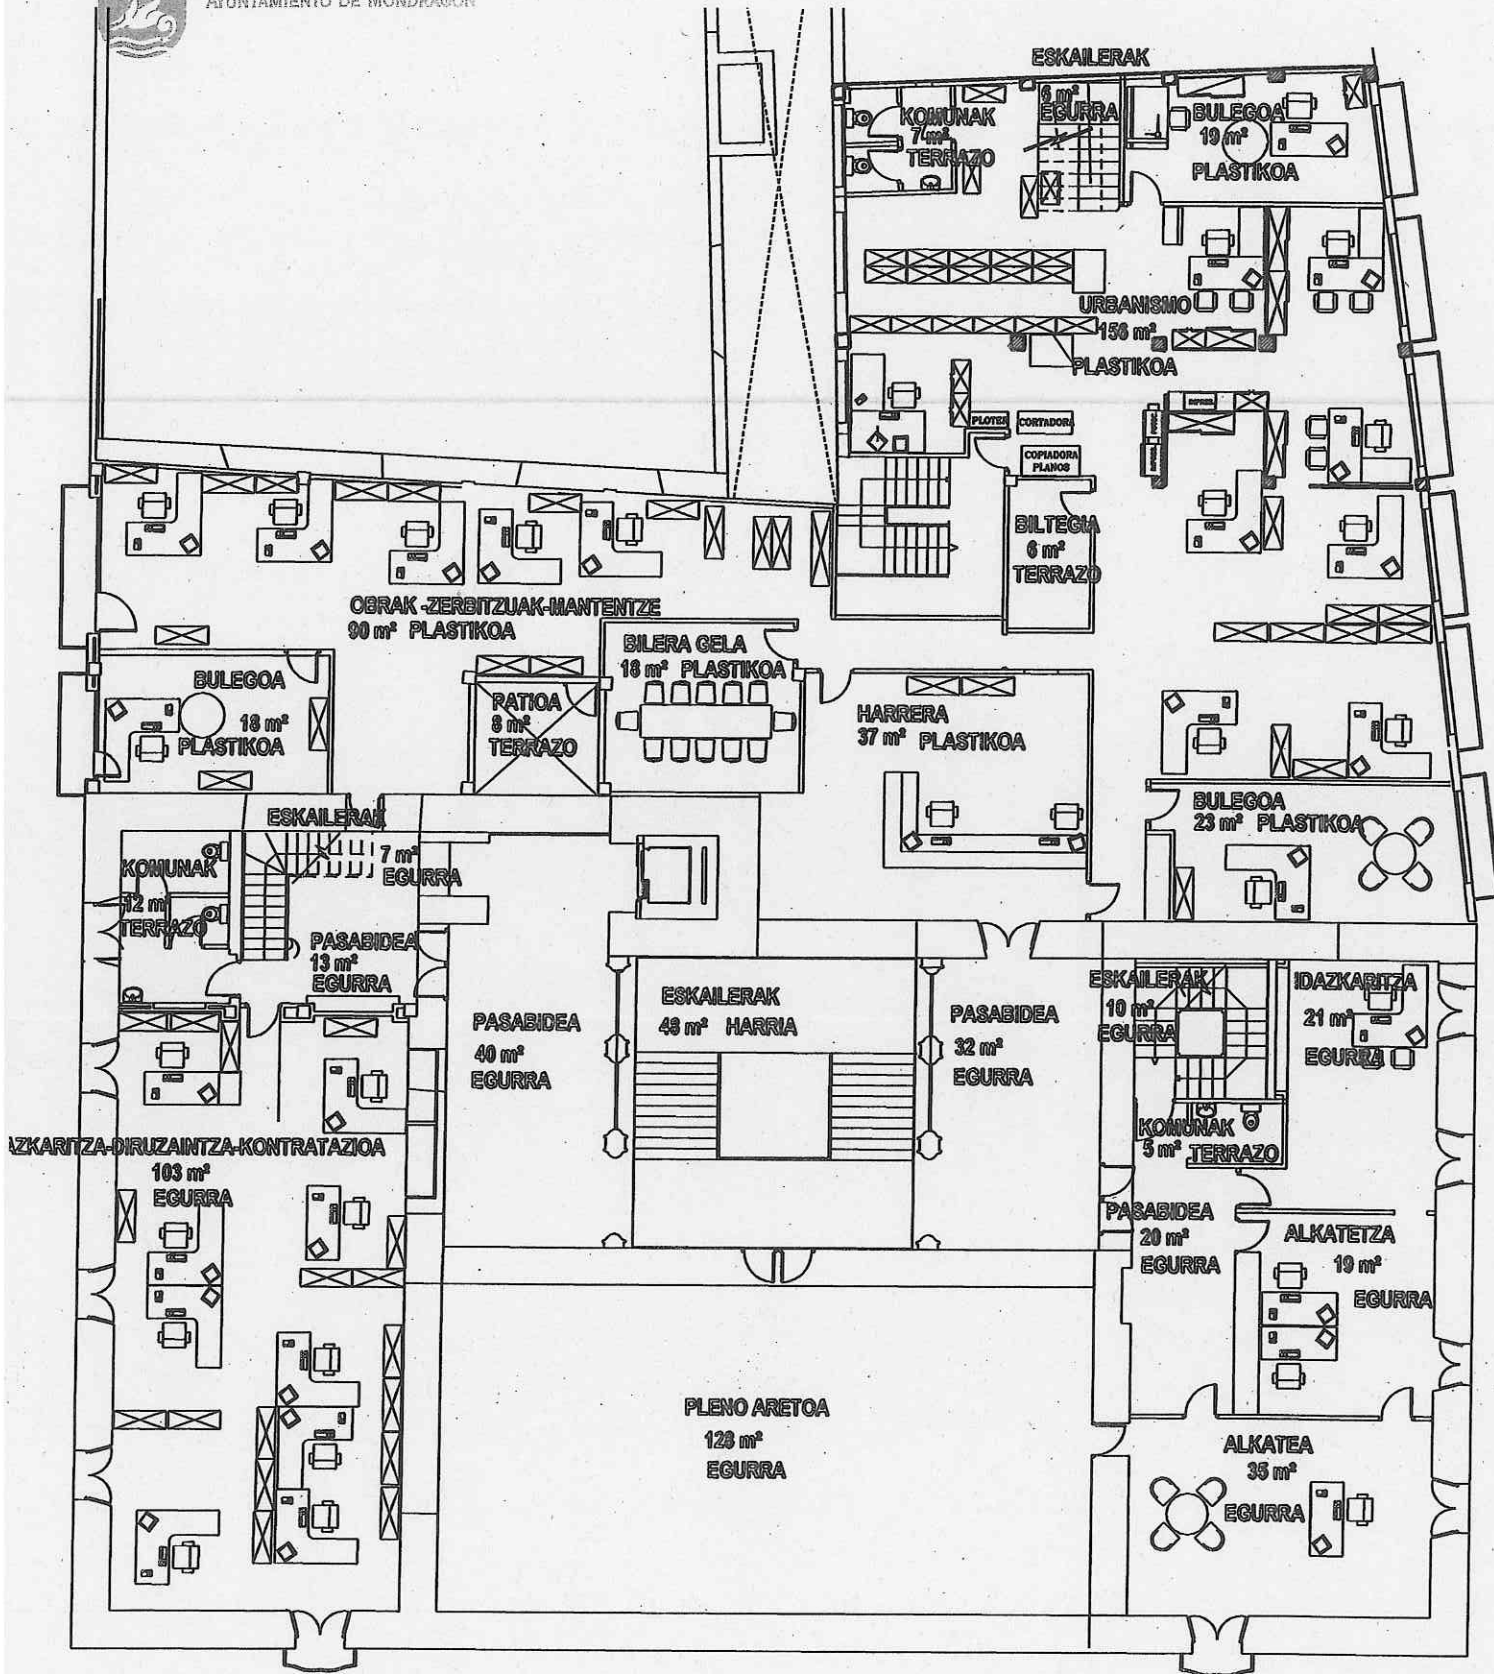 AYUNTAMIENTO DE MONDRAGON
ESKAILERAK
6 m²
EGURRA
KOMUNAK
7 m²
TERRAZO
BULEGOA
19 m²
PLASTIKOA
URBANISMO
156 m²
PLASTIKOA
PLOTER
CORTADORA
COPIADORA
PLANOS
BILTEGIA
6 m²
TERRAZO
OBRAK -ZERBITZUAK-MANTENTZE
90 m² PLASTIKOA
BILERA GELA
18 m² PLASTIKOA
BULEGOA
18 m²
PLASTIKOA
PATIOA
8 m²
TERRAZO
HARRERA
37 m² PLASTIKOA
BULEGOA
23 m² PLASTIKOA
ESKAILERAK
7 m²
EGURRA
KOMUNAK
12 m²
TERRAZO
PASABIDEA
13 m²
EGURRA
PASABIDEA
40 m²
EGURRA
ESKAILERAK
43 m² HARRIA
PASABIDEA
32 m²
EGURRA
ESKAILERAK
10 m²
EGURRA
IDAZKARITZA
21 m²
EGURRA
KOMUNAK
5 m² TERRAZO
AZKARITZA-DIRUZAINTZA-KONTRATAZIOA
103 m²
EGURRA
PASABIDEA
20 m²
EGURRA
ALKATETZA
19 m²
EGURRA
PLENO ARETOA
128 m²
EGURRA
ALKATEA
35 m²
EGURRA